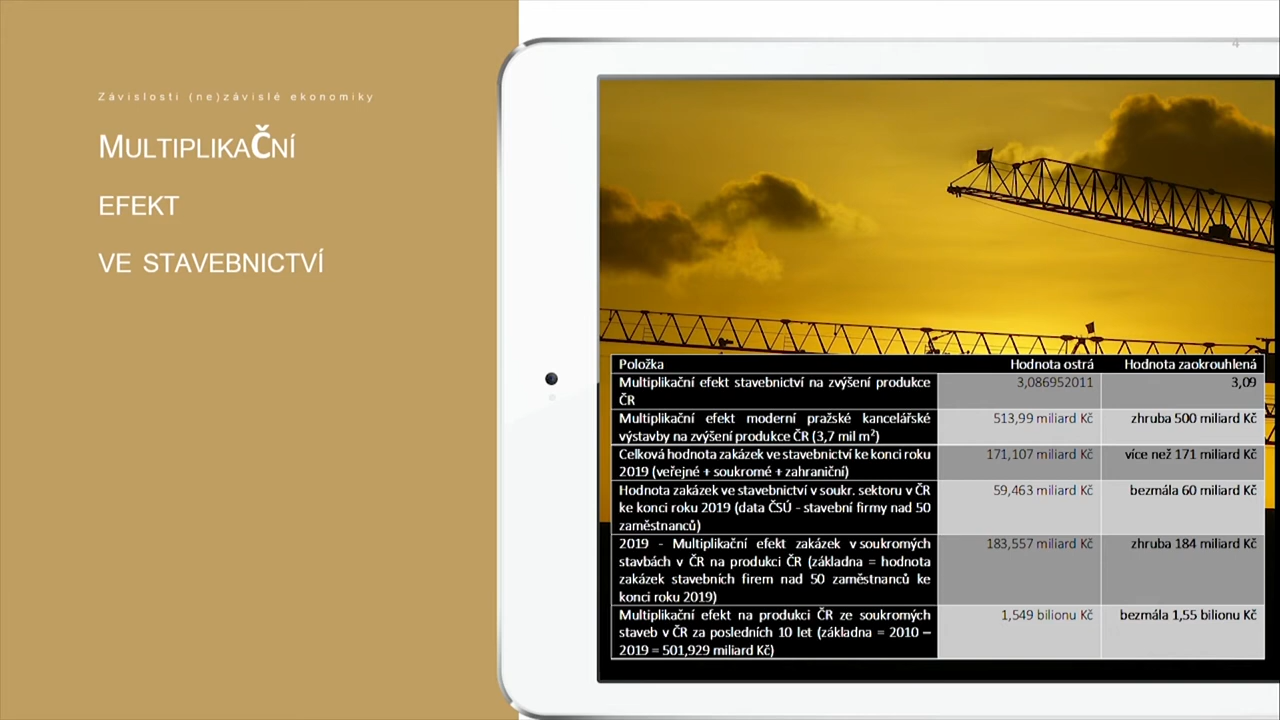 Závislosti (ne)závislé ekonomiky
MULTIPLIKAČNÍ
EFEKT
VE STAVEBNICTVÍ
4
Položka Hodnota ostrá Hodnota zaokrouhlená
Multiplikační efekt stavebnictví na zvýšení produkce 3,086952011 3,09
ČR
Multiplikační efekt moderní pražské kancelářské 513,99 miliard Kč zhruba 500 miliard Kč
výstavby na zvýšení produkce ČR (3,7 mil m²)
Celková hodnota zakázek ve stavebnictví ke konci roku 171,107 miliard Kč více než 171 miliard Kč
2019 (veřejné + soukromé + zahraniční)
Hodnota zakázek ve stavebnictví v soukr. sektoru v ČR 59,463 miliard Kč bezmála 60 miliard Kč
ke konci roku 2019 (data ČSÚ - stavební firmy nad 50
zaměstnanců)
2019 - Multiplikační efekt zakázek v soukromých 183,557 miliard Kč zhruba 184 miliard Kč
stavbách v ČR na produkci ČR (základna = hodnota
zakázek stavebních firem nad 50 zaměstnanců ke
konci roku 2019)
Multiplikační efekt na produkci ČR ze soukromých 1,549 bilionu Kč bezmála 1,55 bilionu Kč
staveb v ČR za posledních 10 let (základna = 2010 –
2019 = 501,929 miliard Kč)